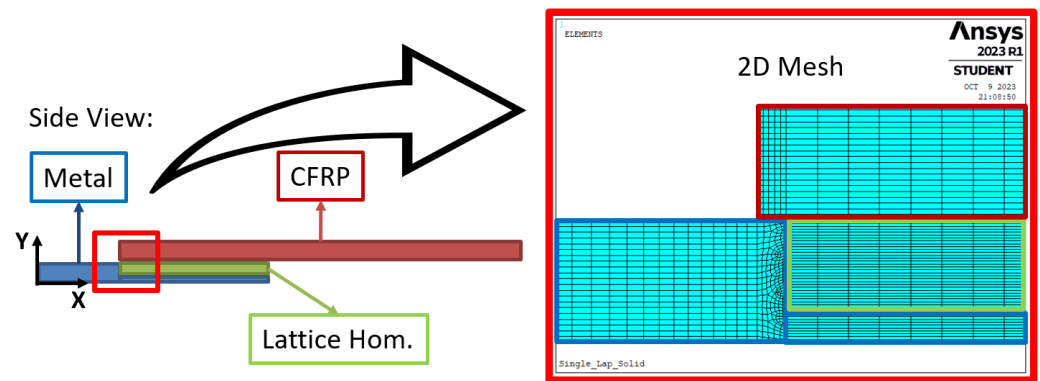 Side View:
Metal
CFRP
Y
X
Lattice Hom.
1
ELEMENTS
Ansys
2023 R1
STUDENT
OCT 9 2023
21:08:50
2D Mesh
Single_Lap_Solid